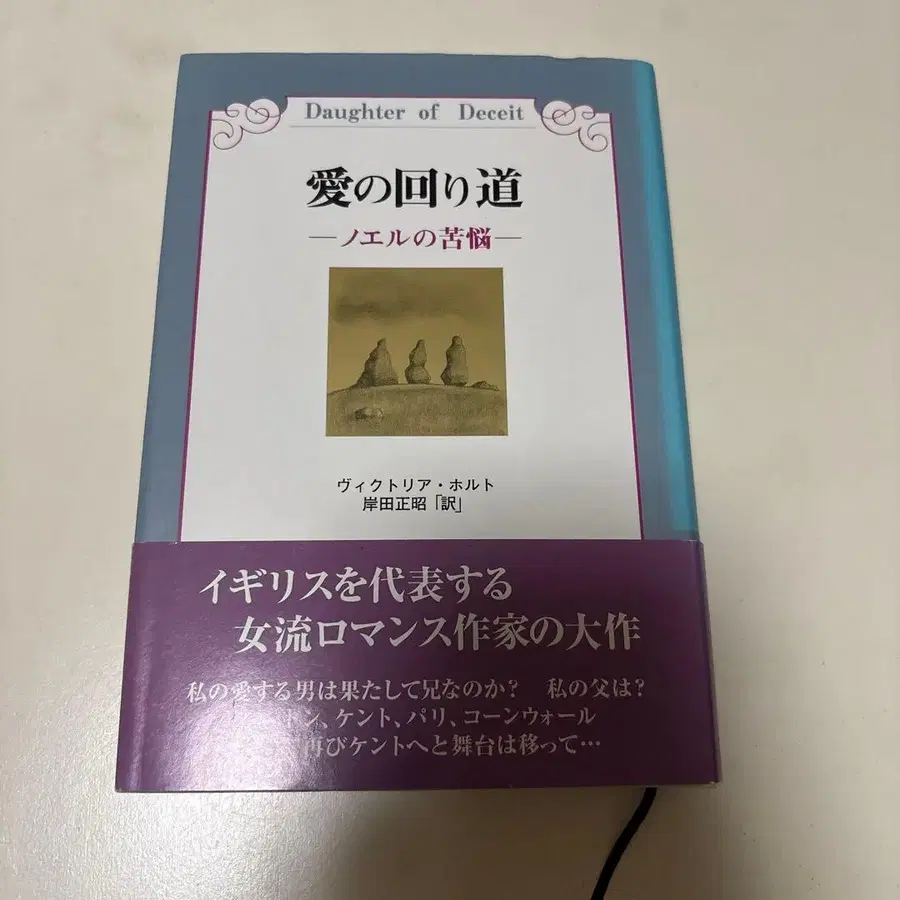 Daughter of Deceit
愛の回り道
―ノエルの苦悩―
ヴィクトリア・ホルト
岸田正昭「訳」
イギリスを代表する
女流ロマンス作家の大作
私の愛する男は果たして兄なのか?　私の父は?
ドン、ケント、パリ、コーンウォール
再びケントへと舞台は移って…